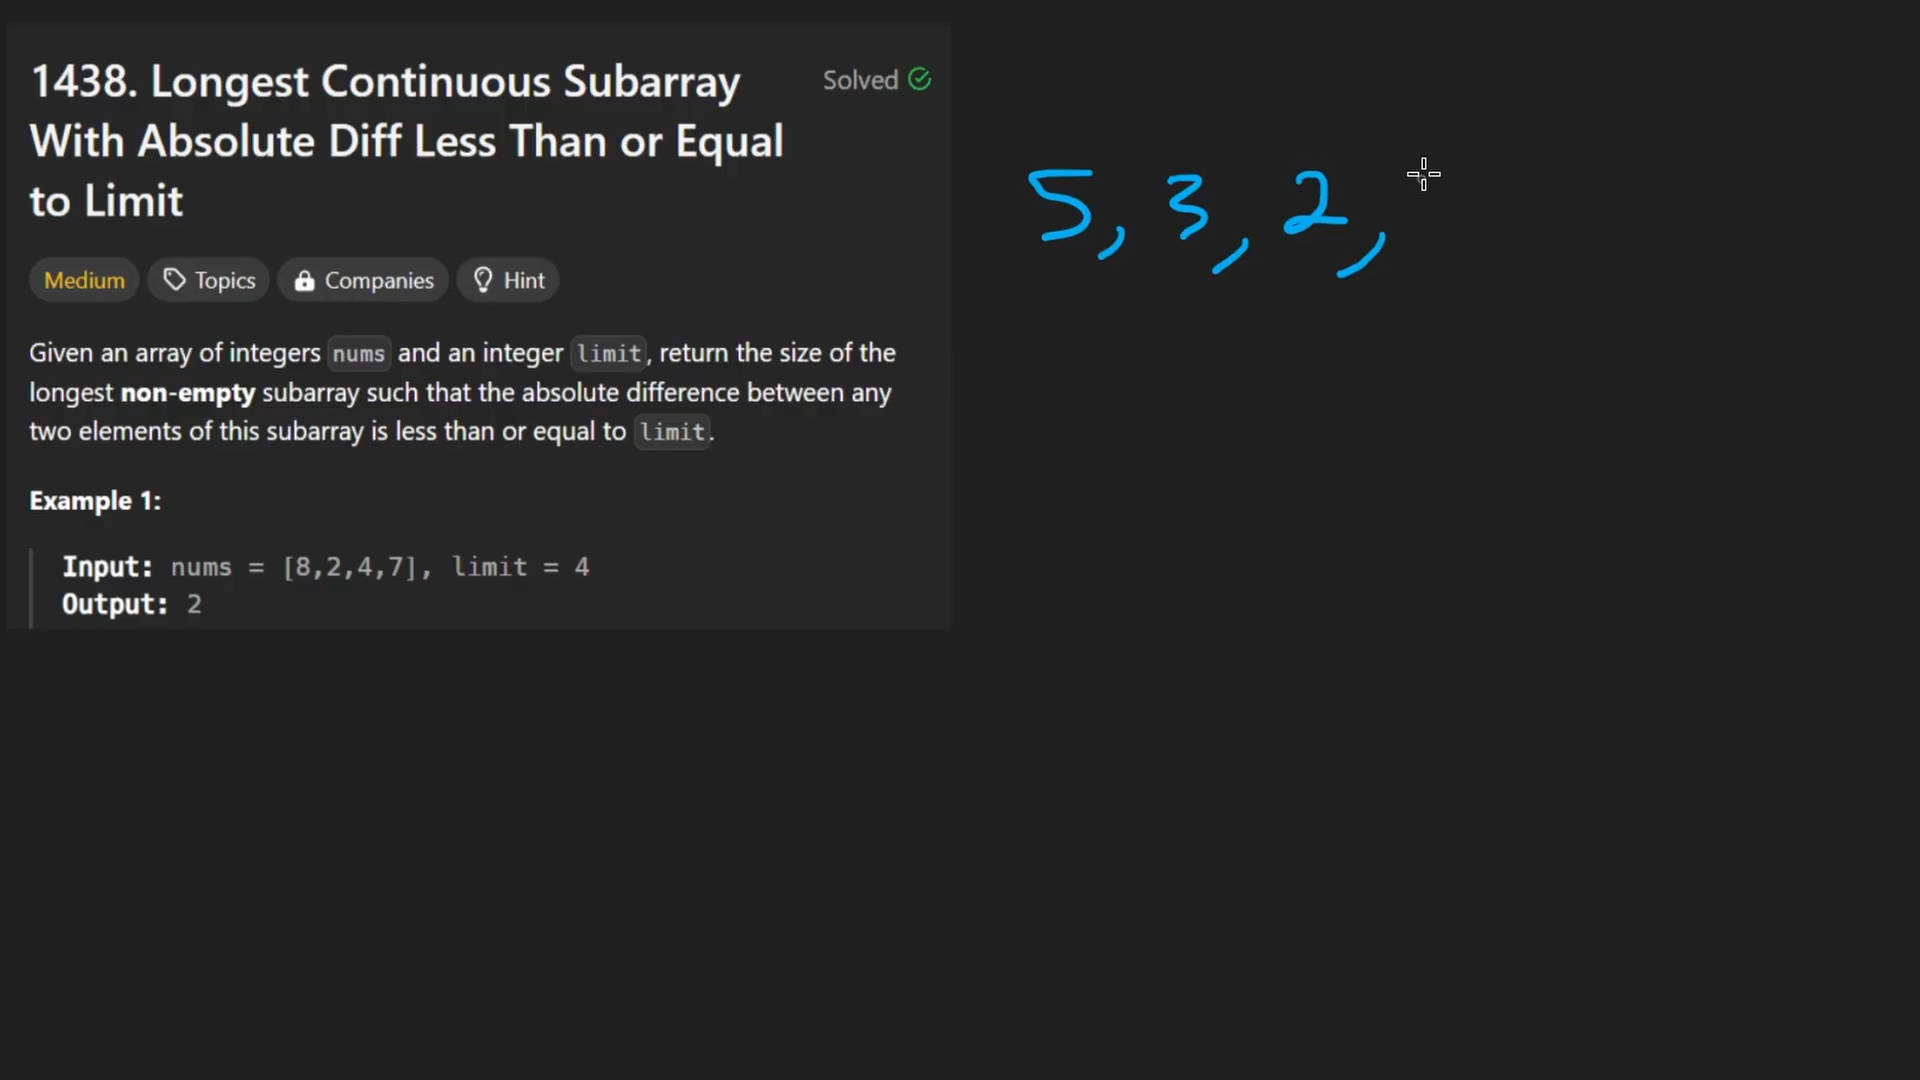 1438. Longest Continuous Subarray
With Absolute Diff Less Than or Equal
to Limit
Solved
Medium Topics Companies Hint
Given an array of integers nums and an integer limit, return the size of the
longest non-empty subarray such that the absolute difference between any
two elements of this subarray is less than or equal to limit.
Example 1:
Input: nums = [8,2,4,7], limit = 4
Output: 2
5, 3, 2,